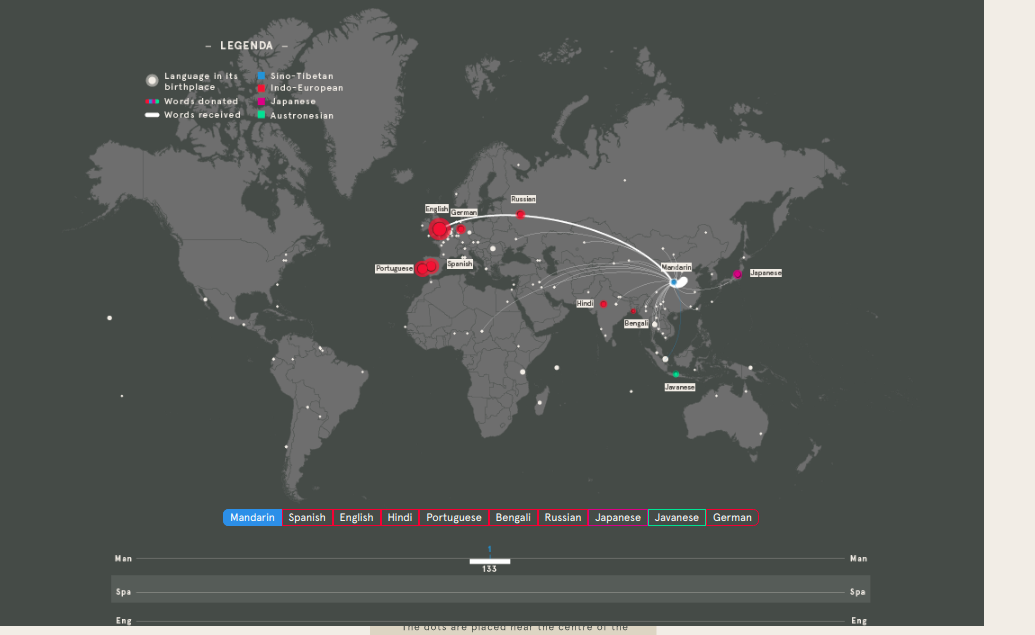 LEGENDA
Language in its
birthplace
Words donated
Words received
Sino-Tibetan
Indo-European
Japanese
Austronesian
Russian
English
German
Portuguese
Spanish
Mandarin
Japanese
Hindi
Bengali
Javanese
Mandarin Spanish English Hindi Portuguese Bengali Russian Japanese Javanese German
1
Man Man
133
Spa Spa
Eng Eng
The dots are placed near the centre of the